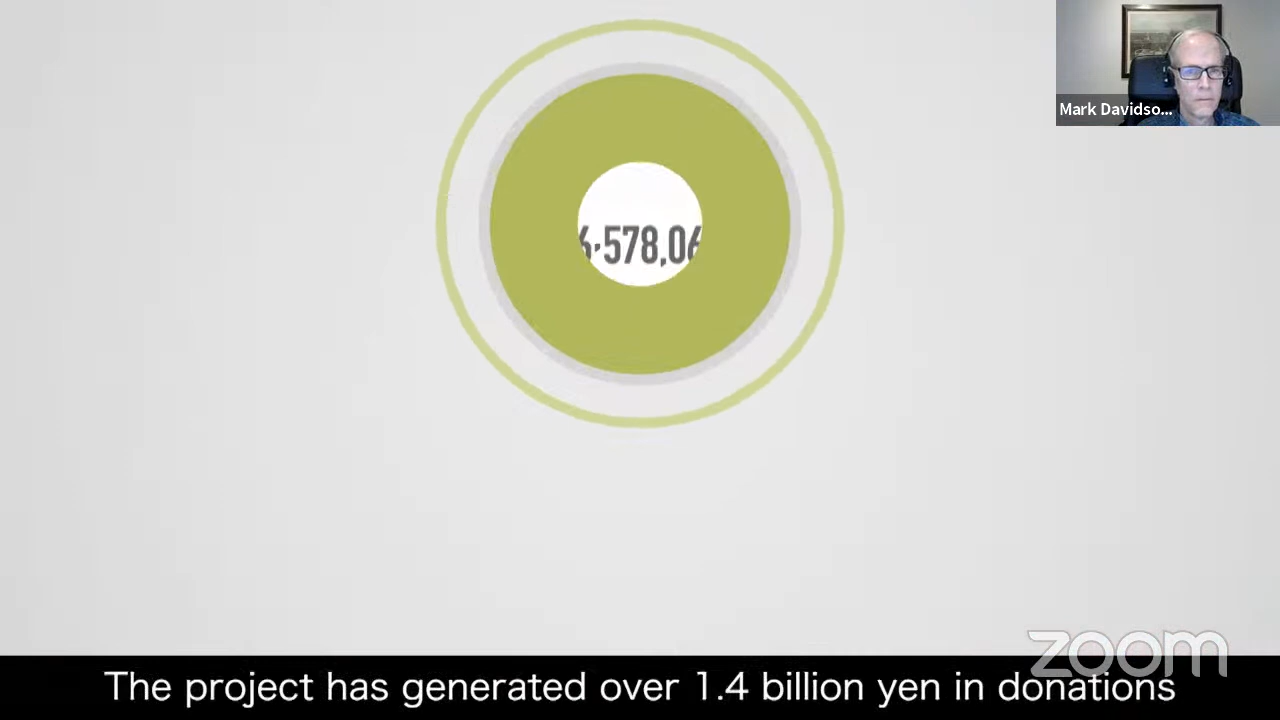 Mark Davidso...
578,06
zoom
The project has generated over 1.4 billion yen in donations